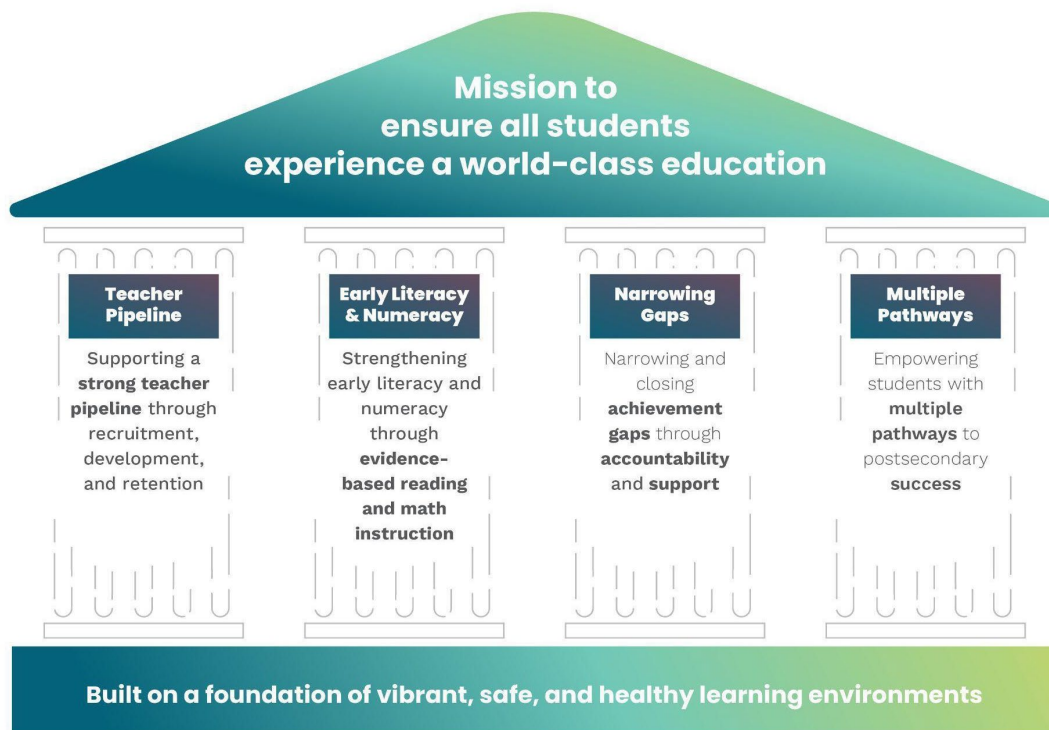 Mission to
ensure all students
experience a world-class education
Teacher
Pipeline
Supporting a
strong teacher
pipeline through
recruitment,
development,
and retention
Early Literacy
& Numeracy
Strengthening
early literacy and
numeracy
through
evidence-
based reading
and math
instruction
Narrowing
Gaps
Narrowing and
closing
achievement
gaps through
accountability
and support
Multiple
Pathways
Empowering
students with
multiple
pathways to
postsecondary
success
Built on a foundation of vibrant, safe, and healthy learning environments